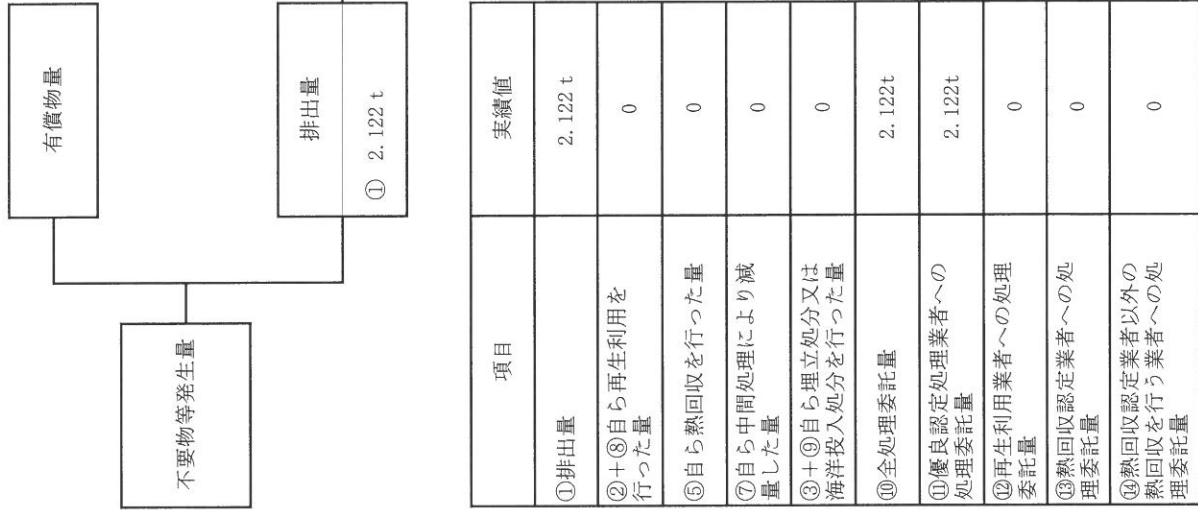 不要物等発生量
有償物量
排出量
① 2.122 t
項目
実績値
①排出量
2.122 t
②+⑧自ら再生利用を
行った量
0
⑤自ら熱回収を行った量
0
⑦自ら中間処理により減
量した量
0
③+⑨自ら埋立処分又は
海洋投入処分を行った量
0
⑩全処理委託量
2.122t
⑪優良認定処理業者への
処理委託量
2.122t
⑫再生利用業者への処理
委託量
0
⑬熱回収認定業者への処
理委託量
0
⑭熱回収認定業者以外の
熱回収を行う業者への処
理委託量
0